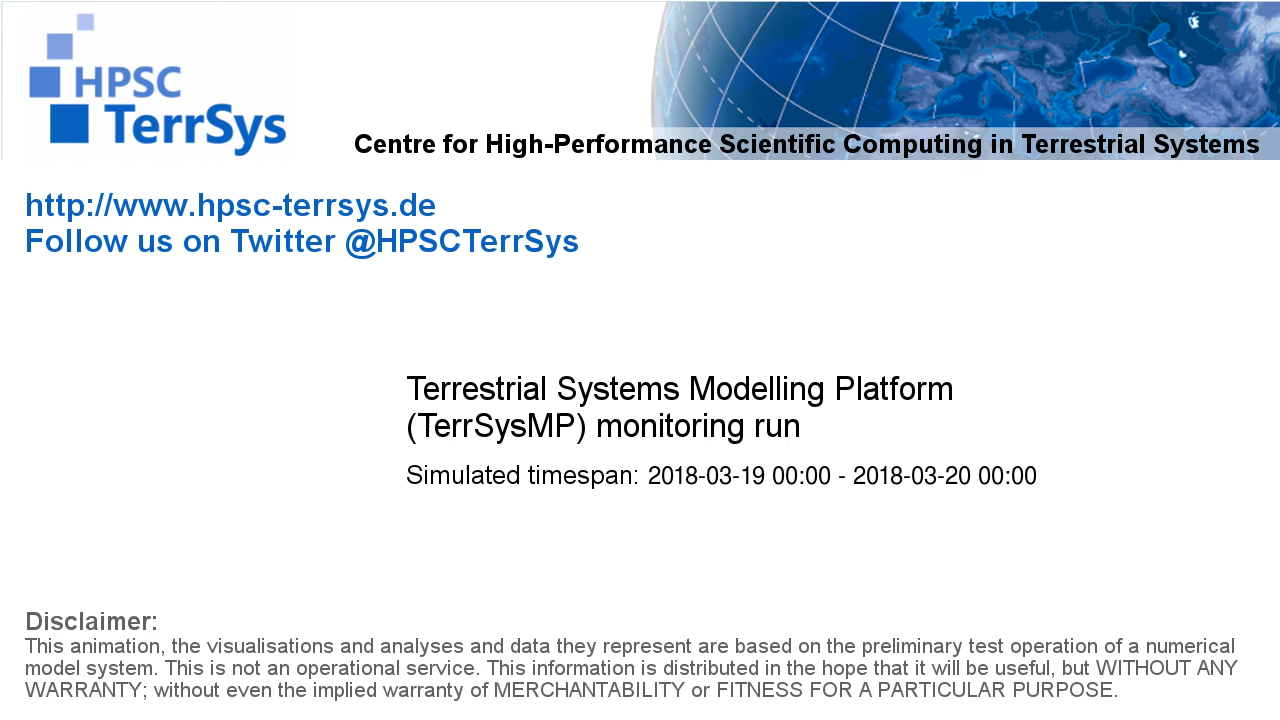 HPSC
TerrSys
Centre for High-Performance Scientific Computing in Terrestrial Systems
http://www.hpsc-terrsys.de
Follow us on Twitter @HPSCTerrSys
Terrestrial Systems Modelling Platform
(TerrSysMP) monitoring run
Simulated timespan: 2018-03-19 00:00 - 2018-03-20 00:00
Disclaimer:
This animation, the visualisations and analyses and data they represent are based on the preliminary test operation of a numerical
model system. This is not an operational service. This information is distributed in the hope that it will be useful, but WITHOUT ANY
WARRANTY; without even the implied warranty of MERCHANTABILITY or FITNESS FOR A PARTICULAR PURPOSE.